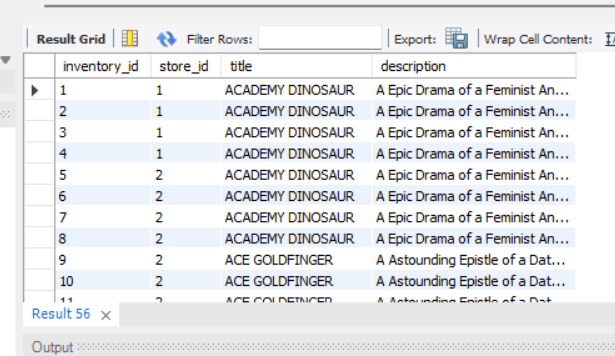 Result Grid Filter Rows: Export: Wrap Cell Content:
inventory_id store_id title description
1 1 ACADEMY DINOSAUR A Epic Drama of a Feminist An...
2 1 ACADEMY DINOSAUR A Epic Drama of a Feminist An...
3 1 ACADEMY DINOSAUR A Epic Drama of a Feminist An...
4 1 ACADEMY DINOSAUR A Epic Drama of a Feminist An...
5 2 ACADEMY DINOSAUR A Epic Drama of a Feminist An...
6 2 ACADEMY DINOSAUR A Epic Drama of a Feminist An...
7 2 ACADEMY DINOSAUR A Epic Drama of a Feminist An...
8 2 ACADEMY DINOSAUR A Epic Drama of a Feminist An...
9 2 ACE GOLDFINGER A Astounding Epistle of a Dat...
10 2 ACE GOLDFINGER A Astounding Epistle of a Dat...
11 2 ACE GOLDFINGER A Astounding Epistle of a Dat...
Result 56
Output